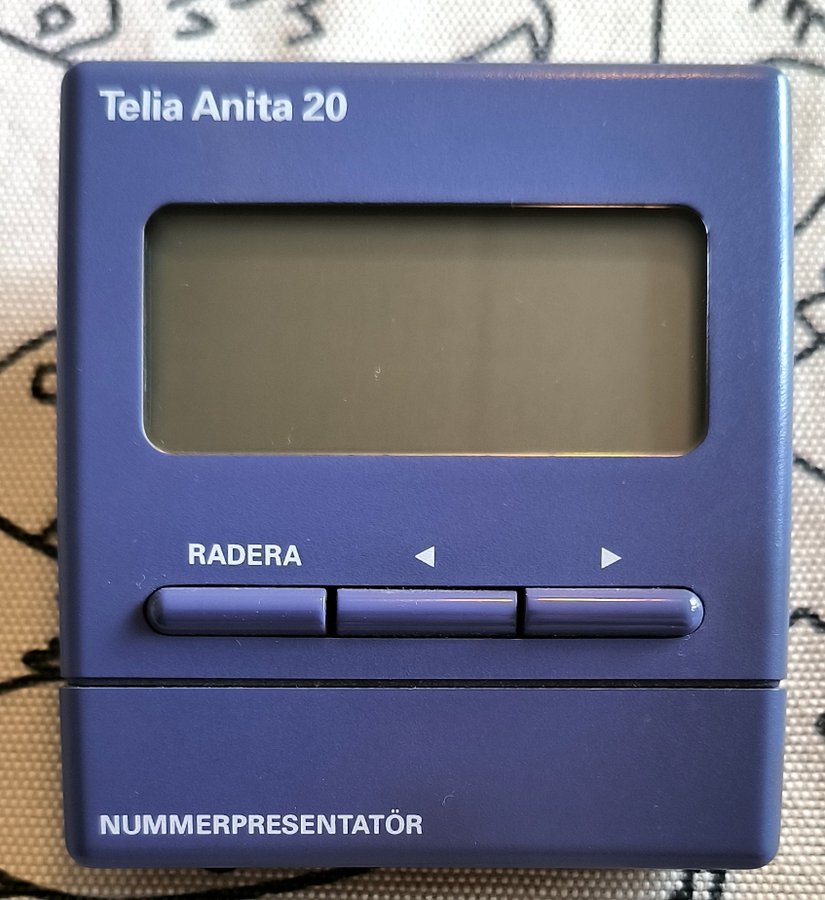 Telia Anita 20
RADERA ◀ ▶
NUMMERPRESENTATÖR